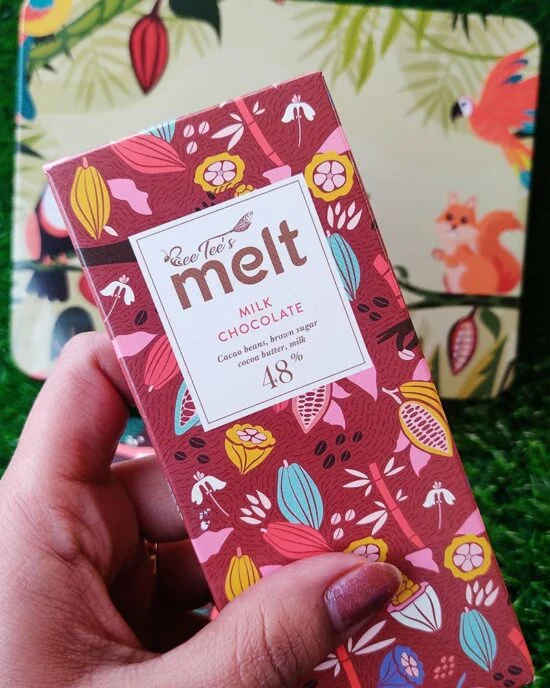 Bee Tee's
melt
MILK
CHOCOLATE
Cacao beans, brown sugar
cocoa butter, milk
48%